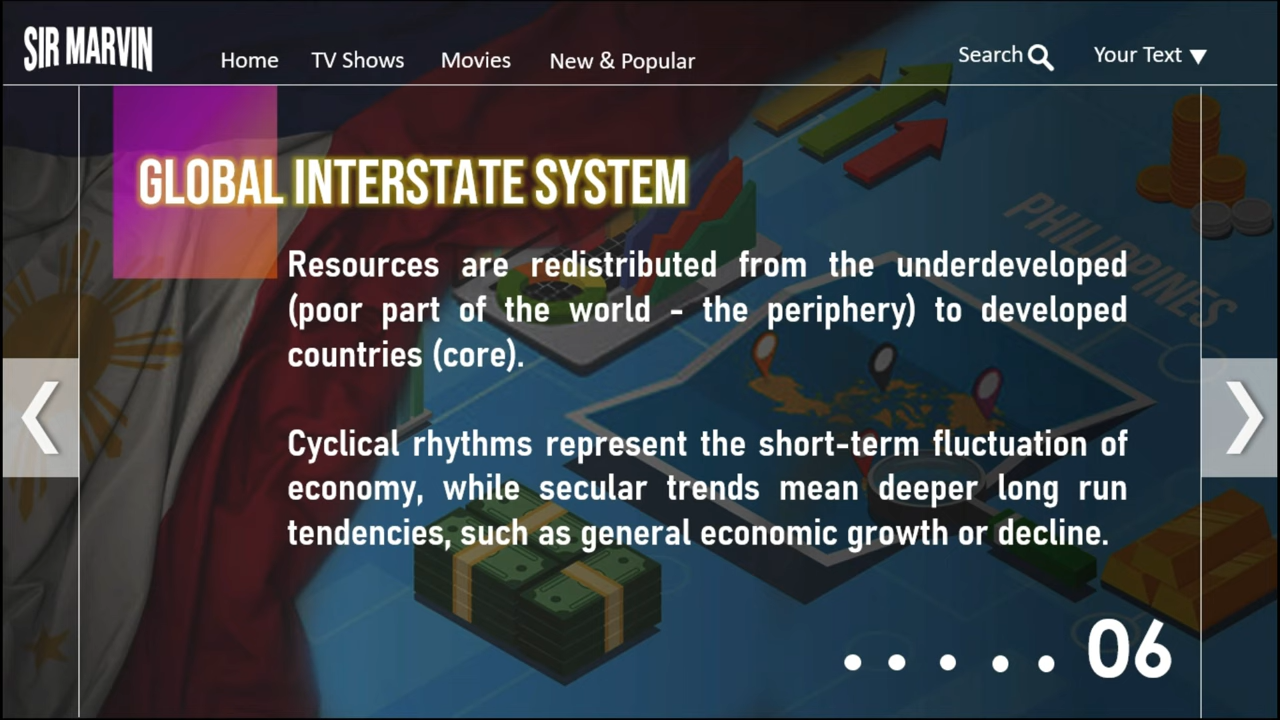 SIR MARVIN
Home TV Shows Movies New & Popular Search Your Text
GLOBAL INTERSTATE SYSTEM
PHILIPPINES
Resources are redistributed from the underdeveloped
(poor part of the world - the periphery) to developed
countries (core).
Cyclical rhythms represent the short-term fluctuation of
economy, while secular trends mean deeper long run
tendencies, such as general economic growth or decline.
06